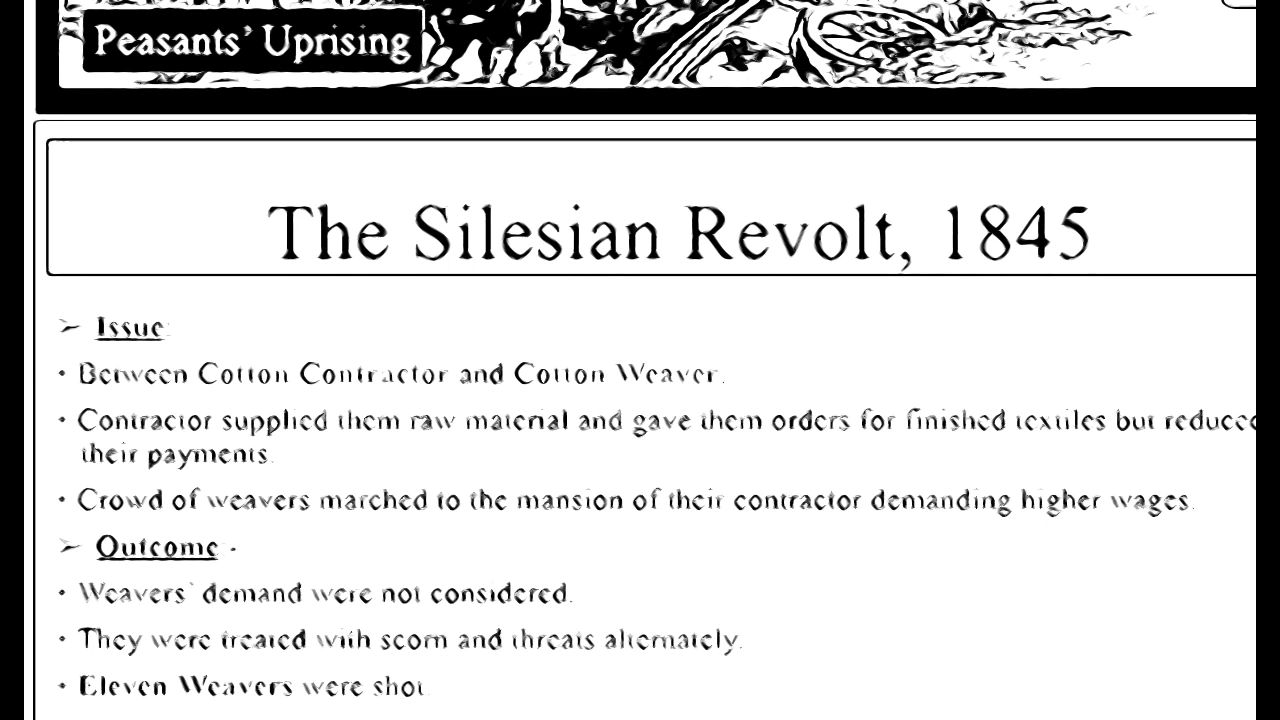 Peasants' Uprising
The Silesian Revolt, 1845
➢ Issue:
• Between Cotton Contractor and Cotton Weaver.
• Contractor supplied them raw material and gave them orders for finished textiles but reduced
their payments.
• Crowd of weavers marched to the mansion of their contractor demanding higher wages.
➢ Outcome -
• Weavers' demand were not considered.
• They were treated with scorn and threats alternately.
• Eleven Weavers were shot.